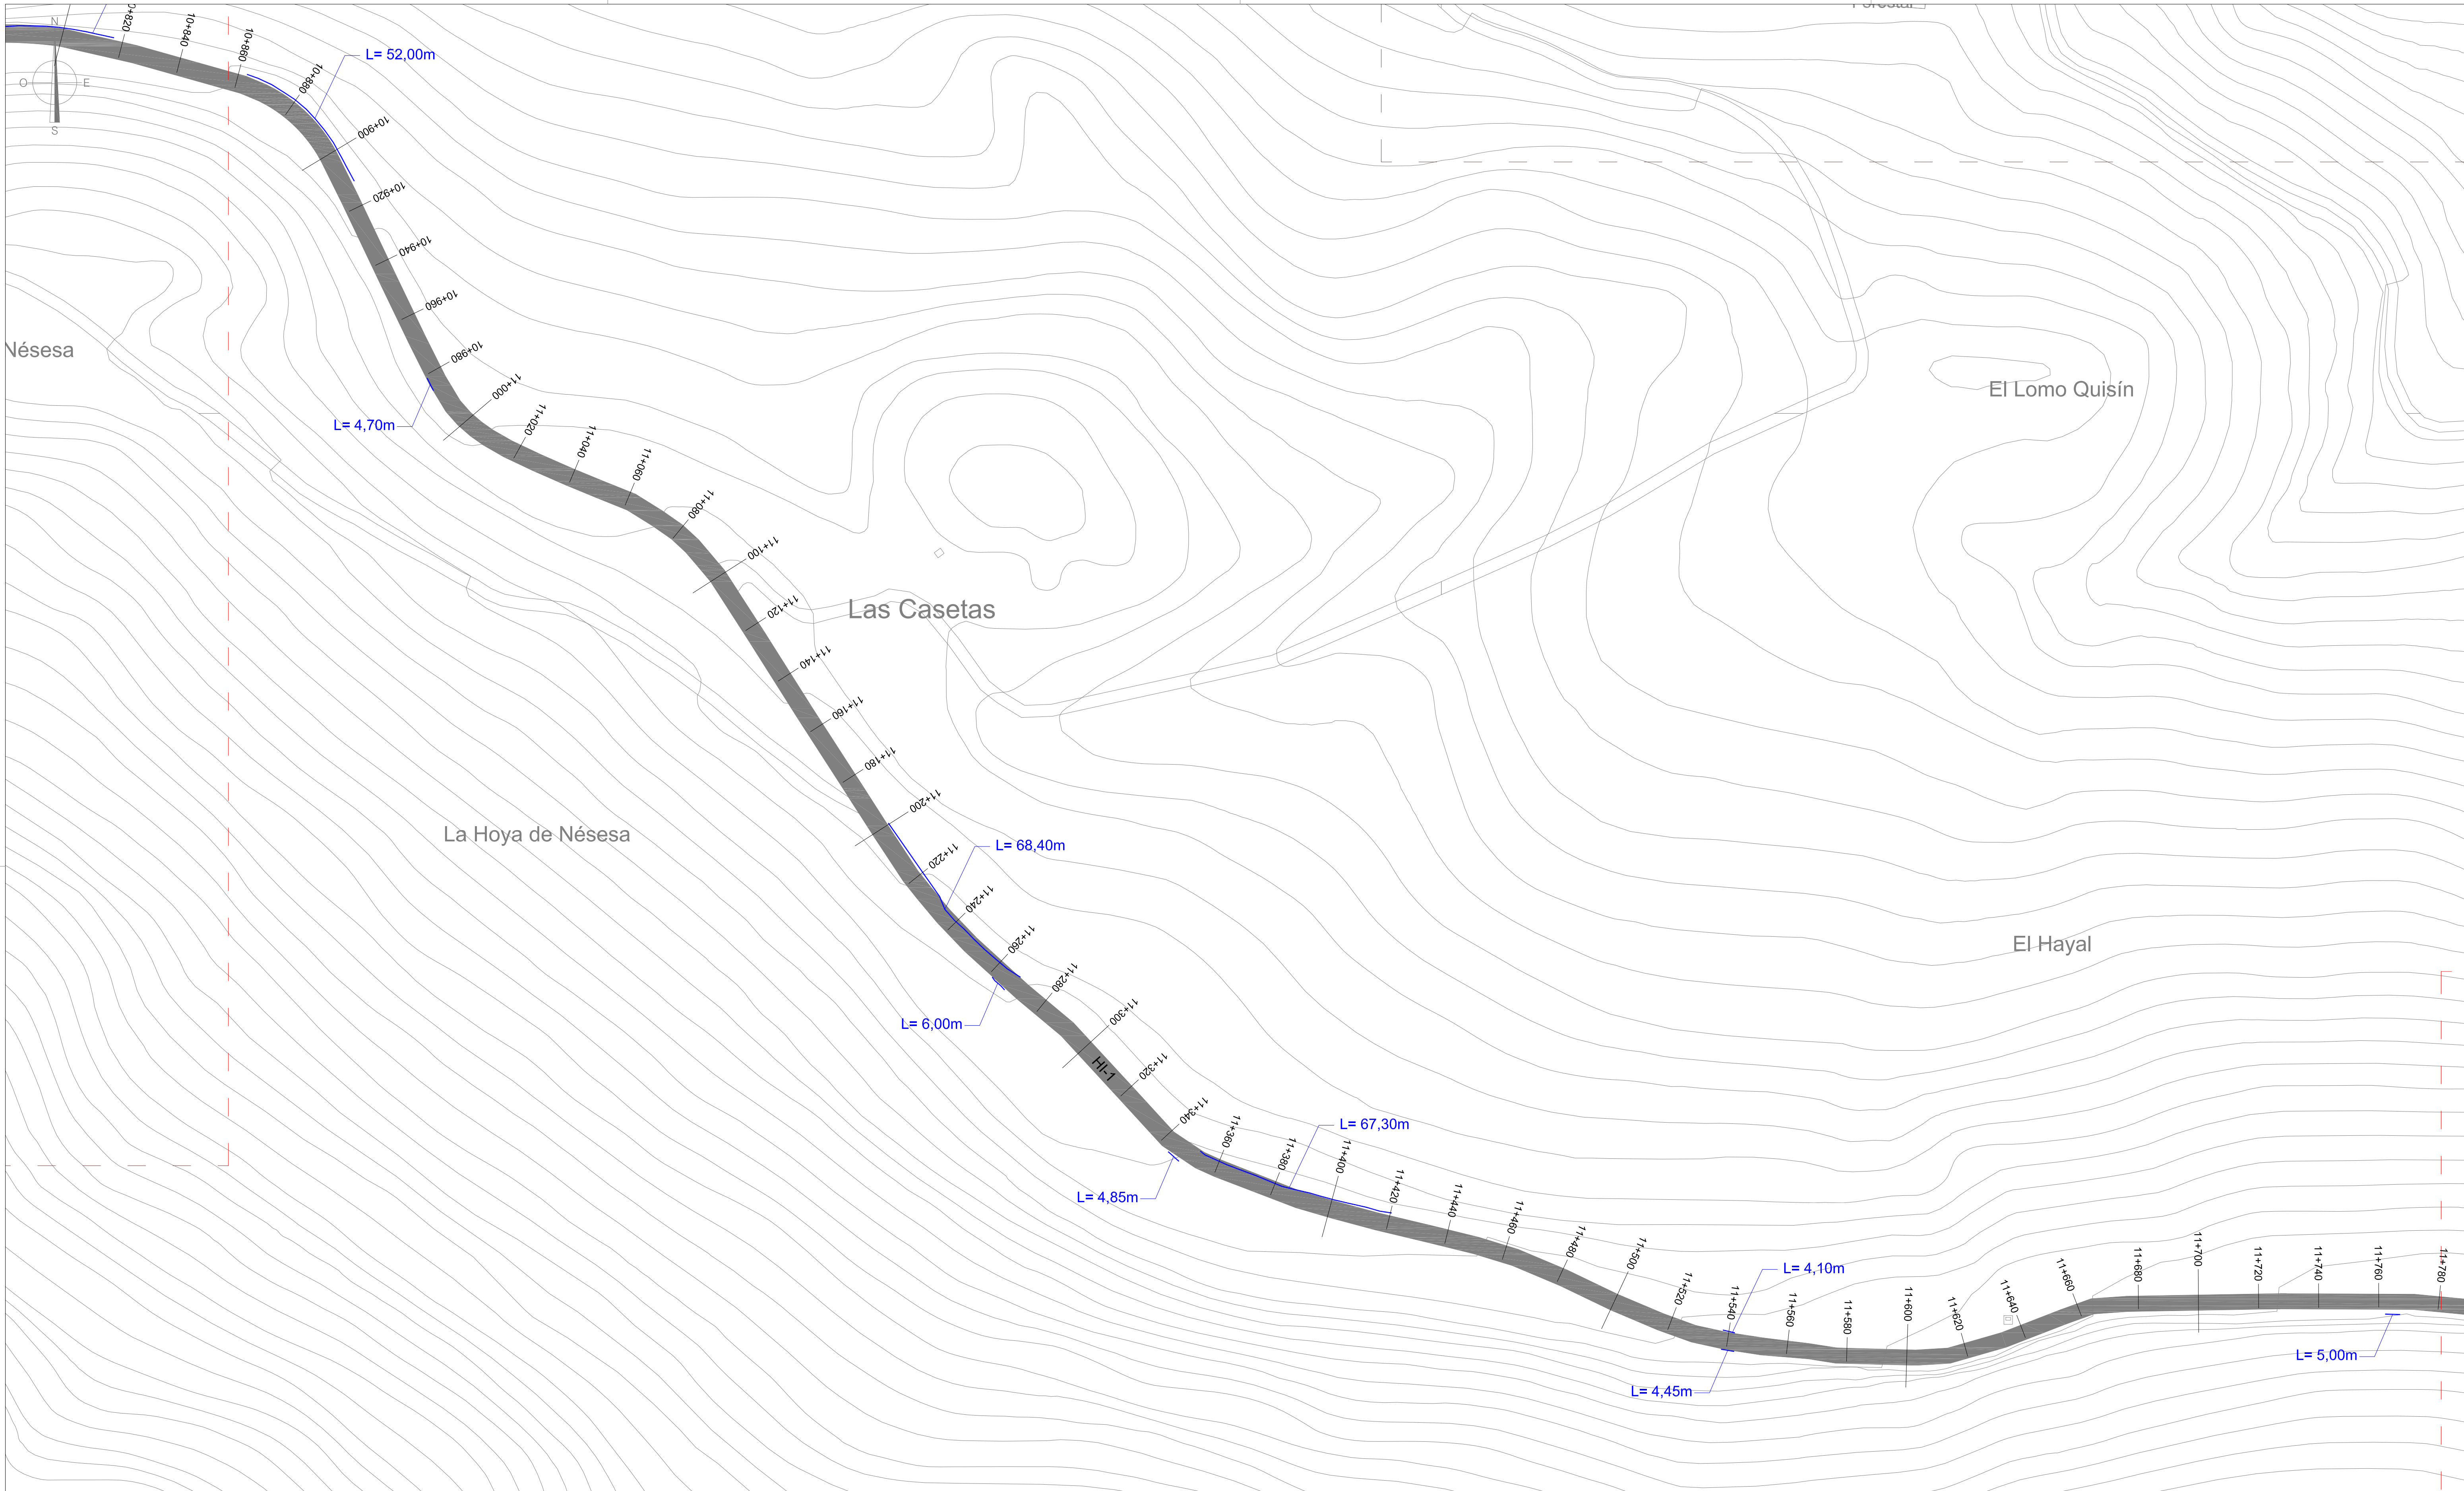 Forestal
N
O
E
S
10+820
10+840
10+860
L= 52,00m
10+880
10+900
10+920
10+940
10+960
Nésesa
10+980
El Lomo Quisín
11+000
L= 4,70m
11+020
11+040
11+060
11+080
11+100
Las Casetas
11+120
11+140
11+160
11+180
11+200
La Hoya de Nésesa
L= 68,40m
11+220
11+240
El Hayal
11+260
11+280
L= 6,00m
11+300
HI-1
11+320
11+340
L= 67,30m
11+360
11+380
11+400
L= 4,85m
11+420
11+440
11+460
11+480
11+500
L= 4,10m
11+520
11+540
11+560
11+580
11+600
11+620
11+640
11+660
11+680
11+700
11+720
11+740
11+760
11+780
L= 5,00m
L= 4,45m